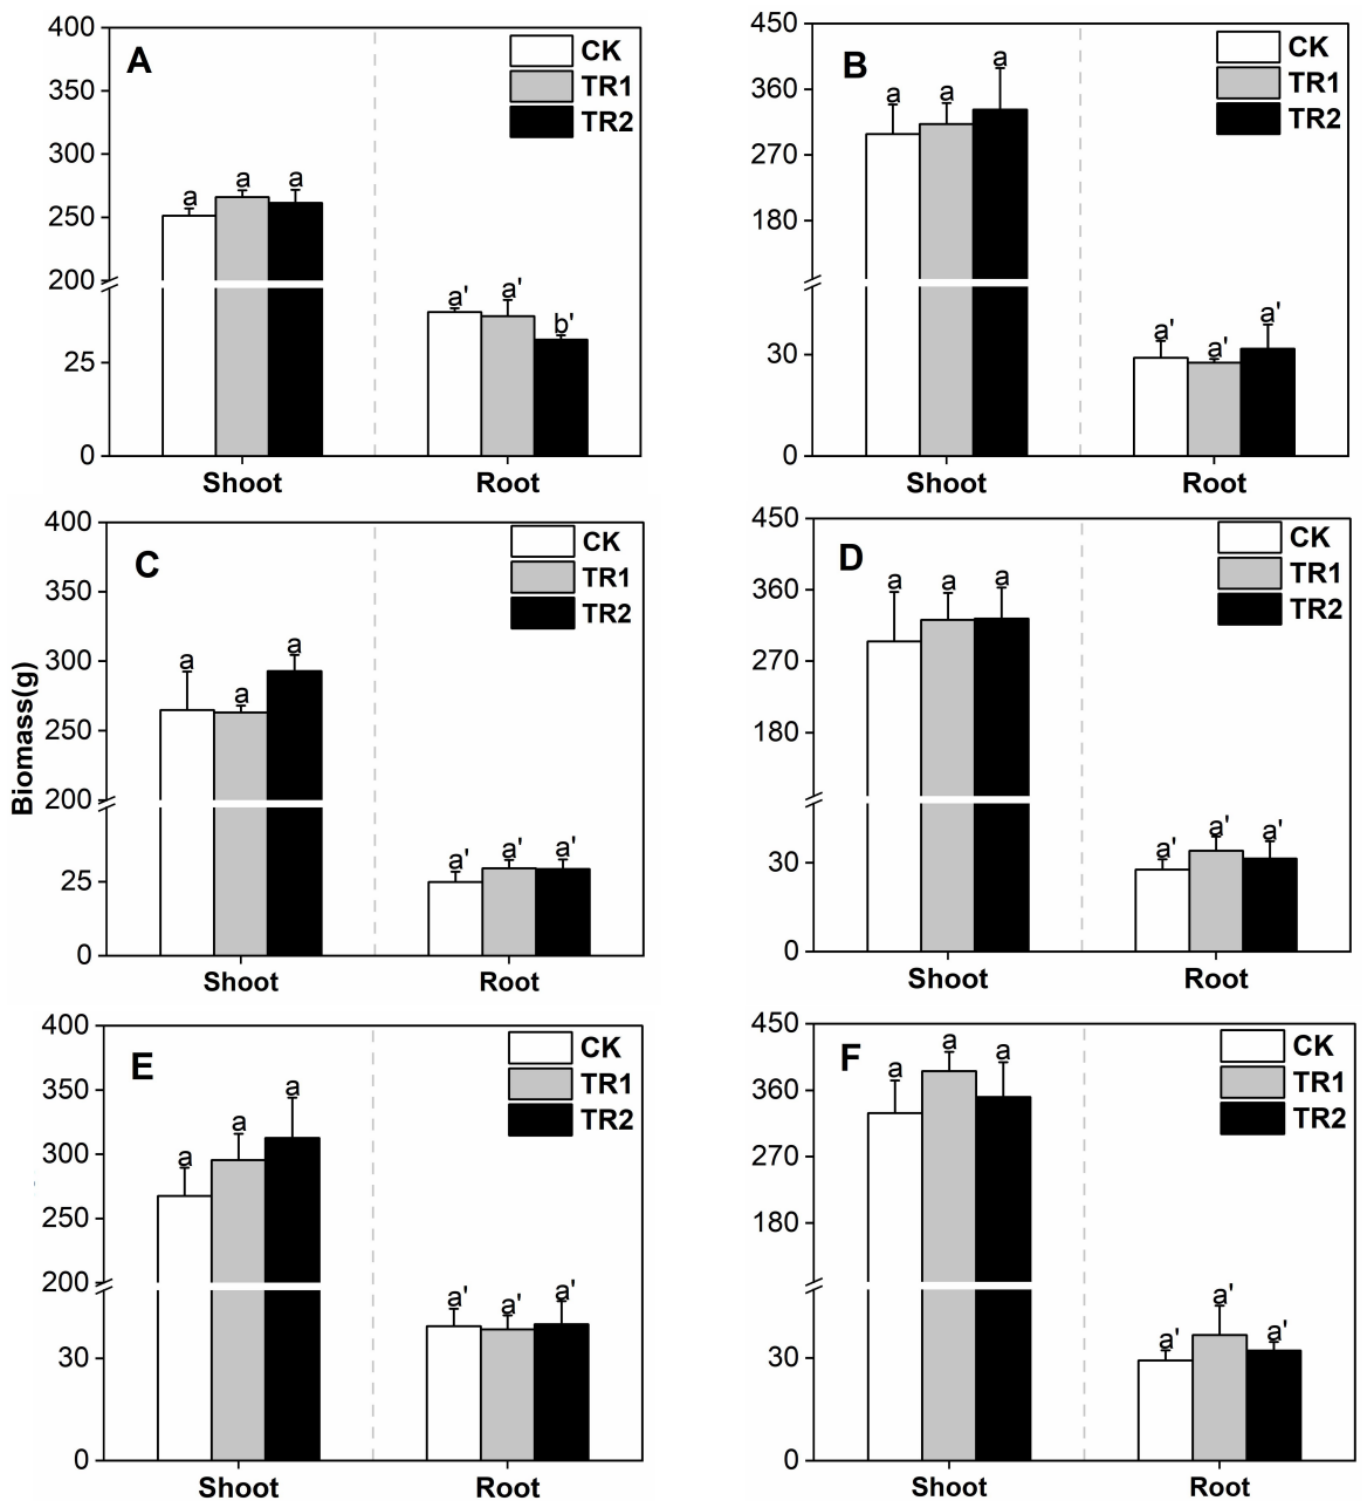 A
400
350
300
250
200
25
0
CK
TR1
TR2
a a a
a' a' b'
Shoot Root
B
450
360
270
180
30
0
CK
TR1
TR2
a a a
a' a' a'
Shoot Root
Biomass(g)
C
400
350
300
250
200
25
0
CK
TR1
TR2
a a a
a' a' a'
Shoot Root
D
450
360
270
180
30
0
CK
TR1
TR2
a a a
a' a' a'
Shoot Root
E
400
350
300
250
200
30
0
CK
TR1
TR2
a a a
a' a' a'
Shoot Root
F
450
360
270
180
30
0
CK
TR1
TR2
a a a
a' a' a'
Shoot Root